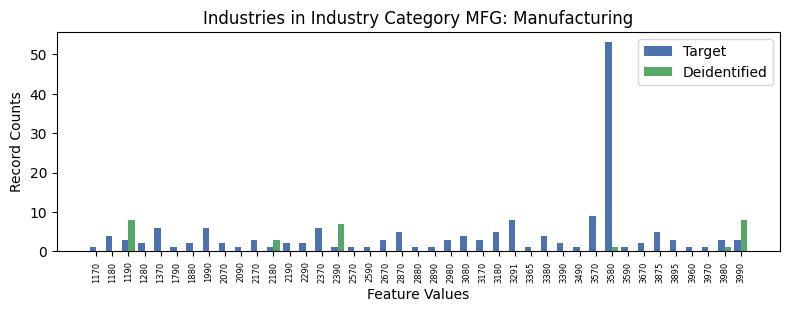 Industries in Industry Category MFG: Manufacturing
Target
Deidentified
Record Counts
50
40
30
20
10
0
1170 1180 1190 1280 1370 1790 1880 1990 2070 2090 2170 2180 2190 2290 2370 2390 2570 2590 2670 2870 2880 2890 2980 3080 3170 3180 3291 3365 3380 3390 3490 3570 3580 3590 3670 3875 3895 3960 3970 3980 3990
Feature Values